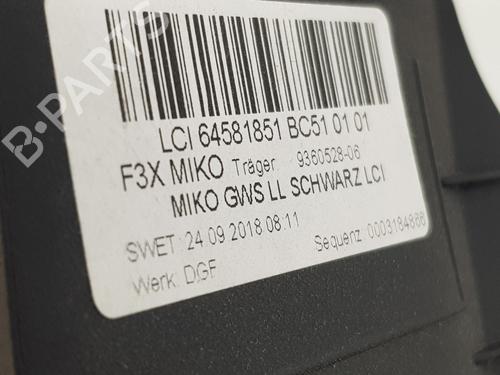 B-PARTS
LCI 64581851 BC51 01 01
F3X MIKO Träger 9360528-06
MIKO GWS LL SCHWARZ LCI
SWET: 24.09.2018 08:11
Sequenz: 0003184866
Werk: DGF